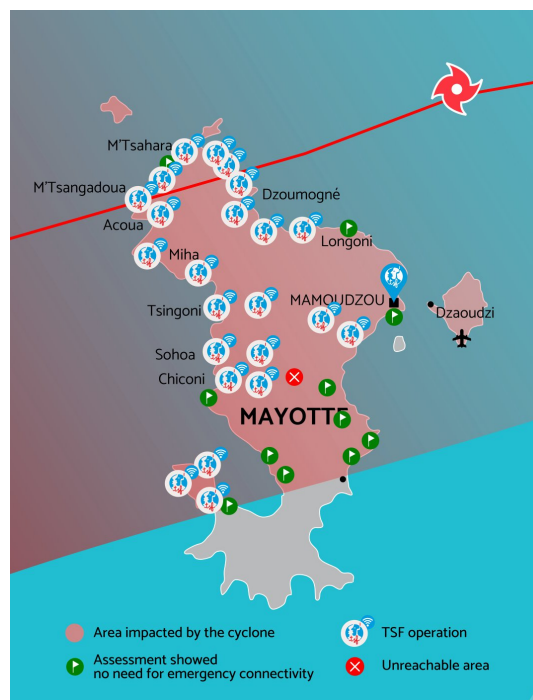 M'Tsahara
M'Tsangadoua
Dzoumogné
Acoua
Longoni
Miha
MAMOUDZOU
Tsingoni
Dzaoudzi
Sohoa
Chiconi
MAYOTTE
Area impacted by the cyclone
TSF operation
Assessment showed
no need for emergency connectivity
Unreachable area